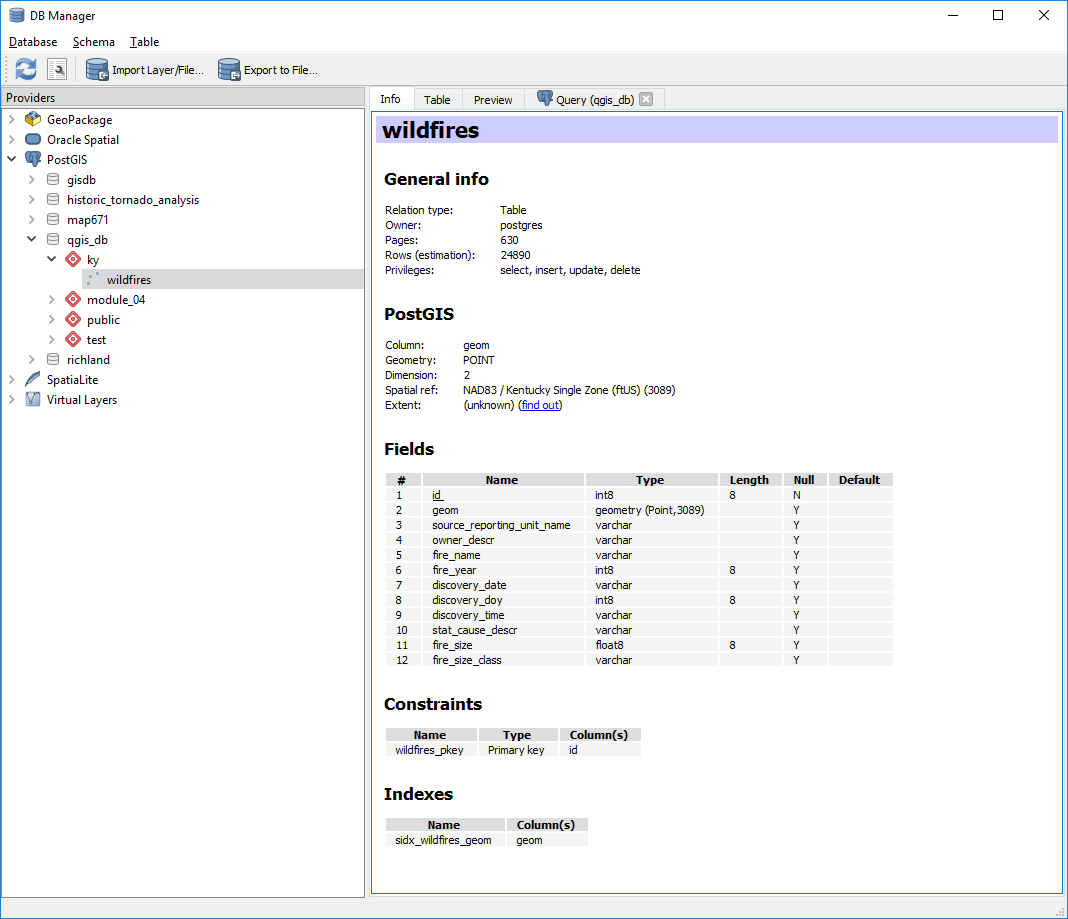 DB Manager
Database Schema Table
Import Layer/File... Export to File...
Providers
GeoPackage
Oracle Spatial
PostGIS
gisdb
historic_tornado_analysis
map671
qgis_db
ky
wildfires
module_04
public
test
richland
SpatiaLite
Virtual Layers
Info Table Preview Query (qgis_db)
wildfires
General info
Relation type: Table
Owner: postgres
Pages: 630
Rows (estimation): 24890
Privileges: select, insert, update, delete
PostGIS
Column: geom
Geometry: POINT
Dimension: 2
Spatial ref: NAD83 / Kentucky Single Zone (ftUS) (3089)
Extent: (unknown) (find out)
Fields
# Name Type Length Null Default
1 id int8 8 N
2 geom geometry (Point,3089) Y
3 source_reporting_unit_name varchar Y
4 owner_descr varchar Y
5 fire_name varchar Y
6 fire_year int8 8 Y
7 discovery_date varchar Y
8 discovery_doy int8 8 Y
9 discovery_time varchar Y
10 stat_cause_descr varchar Y
11 fire_size float8 8 Y
12 fire_size_class varchar Y
Constraints
Name Type Column(s)
wildfires_pkey Primary key id
Indexes
Name Column(s)
sidx_wildfires_geom geom